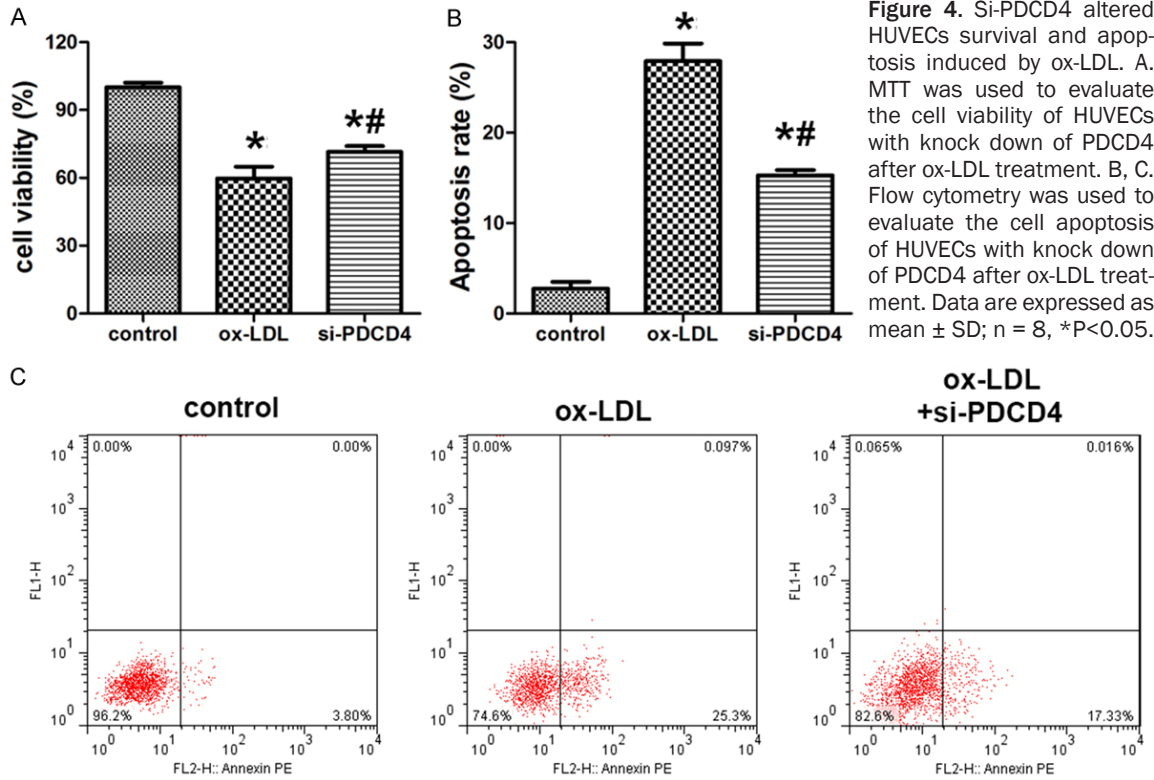 A
120
90
60
30
0
cell viability (%)
*
*#
control
ox-LDL
si-PDCD4
B
30
20
10
0
Apoptosis rate (%)
*
*#
control
ox-LDL
si-PDCD4
Figure 4. Si-PDCD4 altered
HUVECs survival and apop-
tosis induced by ox-LDL. A.
MTT was used to evaluate
the cell viability of HUVECs
with knock down of PDCD4
after ox-LDL treatment. B, C.
Flow cytometry was used to
evaluate the cell apoptosis
of HUVECs with knock down
of PDCD4 after ox-LDL treat-
ment. Data are expressed as
mean ± SD; n = 8, *P<0.05.
C
control
0.00%
0.00%
96.2%
3.80%
10^4
10^3
10^2
10^1
10^0
FL1-H
10^0
10^1
10^2
10^3
10^4
FL2-H:: Annexin PE
ox-LDL
0.00%
0.097%
74.6%
25.3%
10^4
10^3
10^2
10^1
10^0
FL1-H
10^0
10^1
10^2
10^3
10^4
FL2-H:: Annexin PE
ox-LDL
+si-PDCD4
0.065%
0.016%
82.6%
17.33%
10^4
10^3
10^2
10^1
10^0
FL1-H
10^0
10^1
10^2
10^3
10^4
FL2-H:: Annexin PE